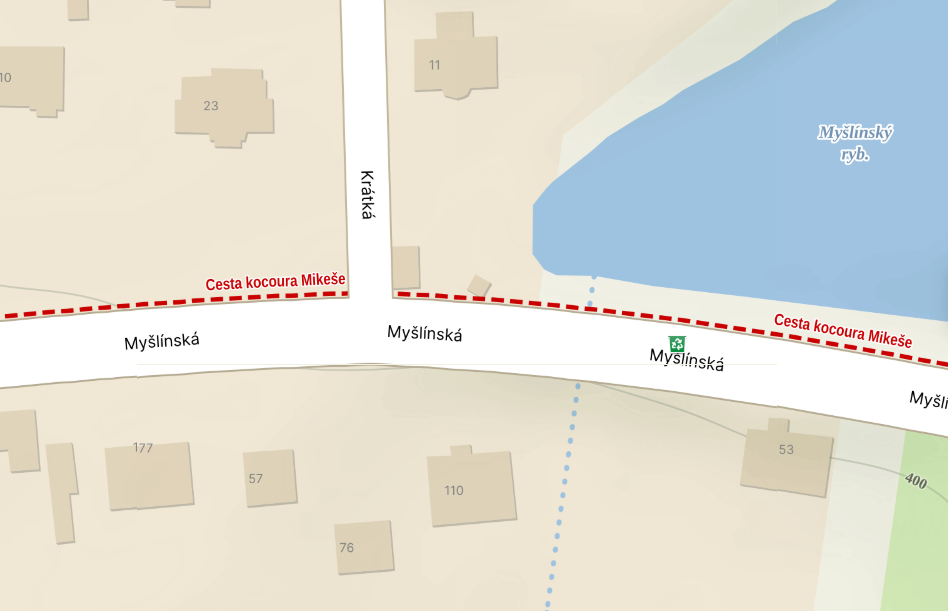 11
10
23
Myšlínský
ryb.
Krátká
Cesta kocoura Mikeše
Cesta kocoura Mikeše
Myšlínská
Myšlínská
Myšlínská
Myšlí
177
53
57
110
400
76